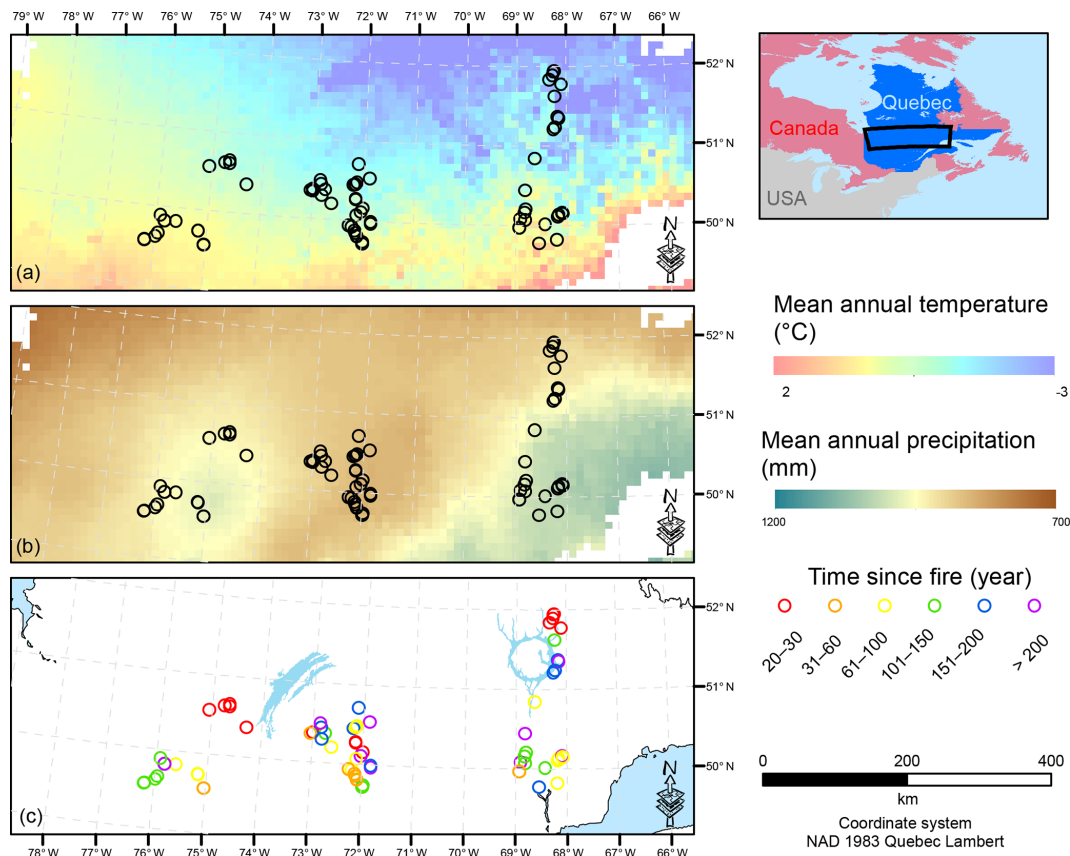 79° W 78° W 77° W 76° W 75° W 74° W 73° W 72° W 71° W 70° W 69° W 68° W 67° W 66° W
52° N
51° N
50° N
N
(a)
52° N
51° N
50° N
N
(b)
52° N
51° N
50° N
N
(c)
77° W 76° W 75° W 74° W 73° W 72° W 71° W 70° W 69° W 68° W 67° W 66° W
Quebec
Canada
USA
Mean annual temperature
(°C)
2 -3
Mean annual precipitation
(mm)
1200 700
Time since fire (year)
20–30 31–60 61–100 101–150 151–200 > 200
0 200 400
km
Coordinate system
NAD 1983 Quebec Lambert